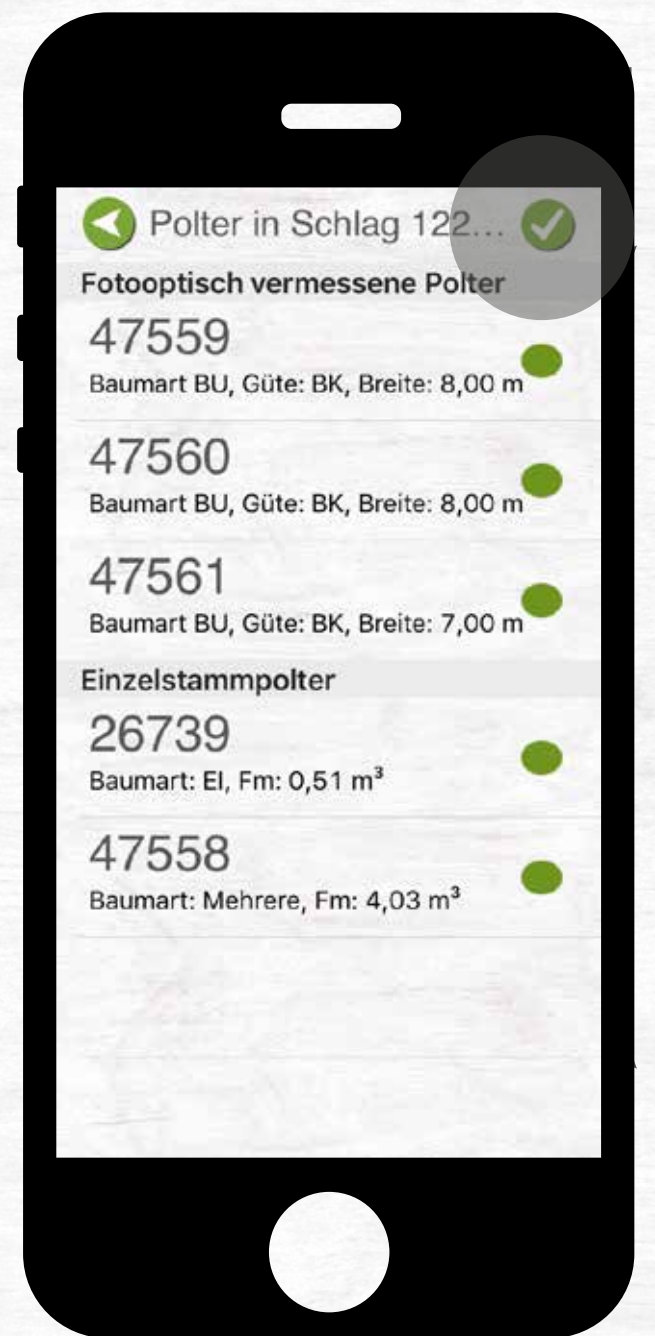 Polter in Schlag 122...
Fotooptisch vermessene Polter
47559
Baumart BU, Güte: BK, Breite: 8,00 m
47560
Baumart BU, Güte: BK, Breite: 8,00 m
47561
Baumart BU, Güte: BK, Breite: 7,00 m
Einzelstammpolter
26739
Baumart: EI, Fm: 0,51 m³
47558
Baumart: Mehrere, Fm: 4,03 m³